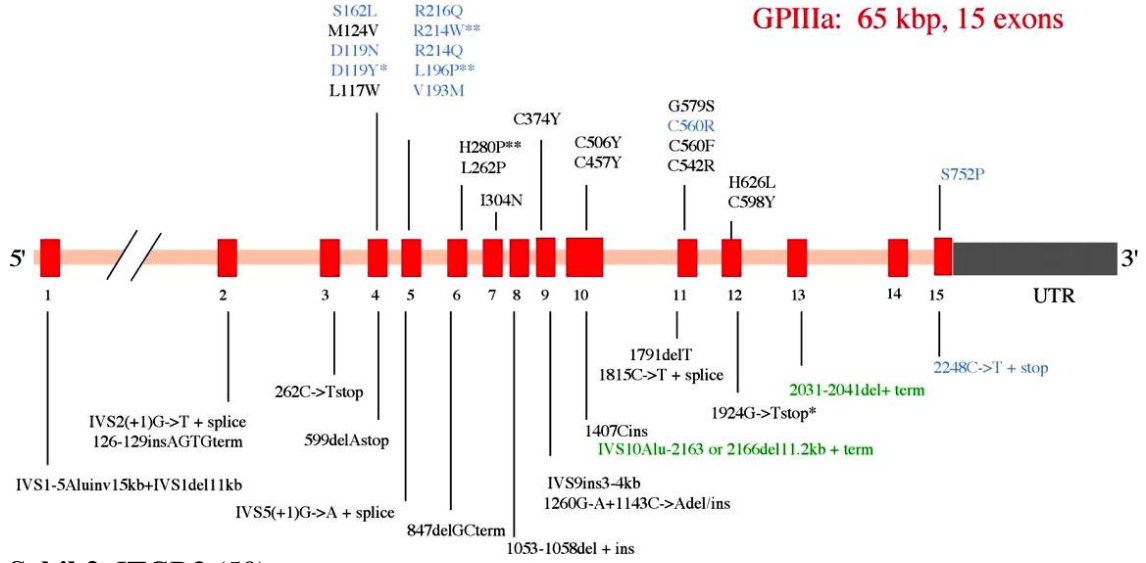 GPIIIa: 65 kbp, 15 exons
S162L
M124V
D119N
D119Y*
L117W
R216Q
R214W**
R214Q
L196P**
V193M
H280P**
L262P
I304N
C374Y
C506Y
C457Y
G579S
C560R
C560F
C542R
H626L
C598Y
S752P
5'
3'
1 2 3 4 5 6 7 8 9 10 11 12 13 14 15
UTR
IVS1-5Aluinv15kb+IVS1del11kb
IVS2(+1)G->T + splice
126-129insAGTGterm
262C->Tstop
599delAstop
IVS5(+1)G->A + splice
847delGCterm
1053-1058del + ins
IVS9ins3-4kb
1260G-A+1143C->Adel/ins
1407Cins
IVS10Alu-2163 or 2166del11.2kb + term
1791delT
1815C->T + splice
1924G->Tstop*
2031-2041del+ term
2248C->T + stop